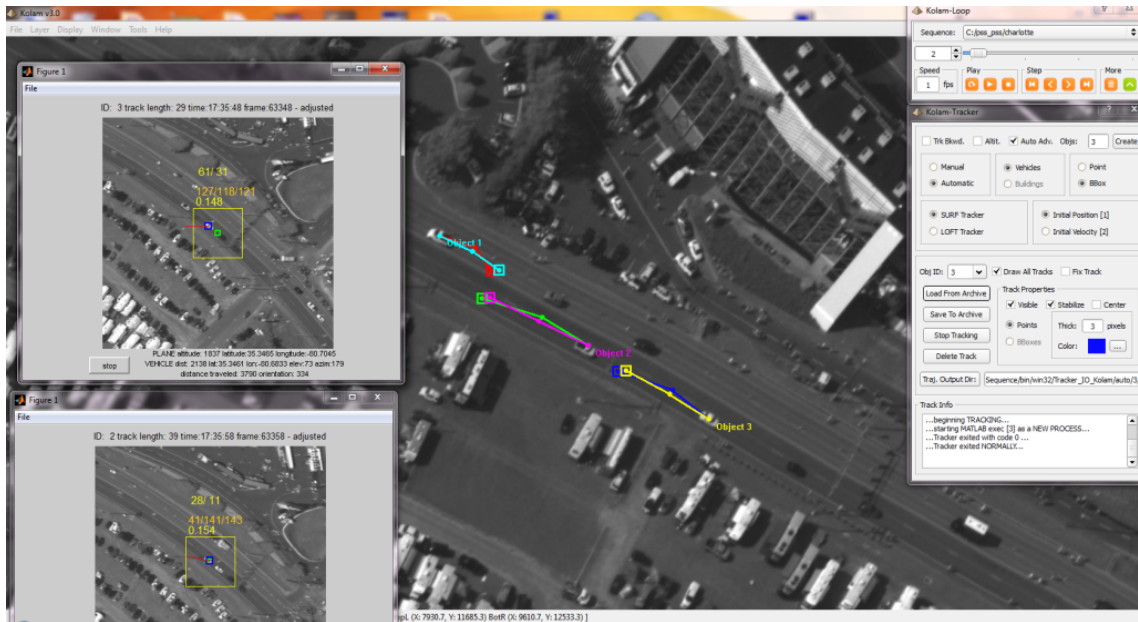 Kolam v3.0
File Layer Display Window Tools Help
Figure 1
File
ID: 3 track length: 29 time:17:35:48 frame:63348 - adjusted
61/ 31
127/118/121
0.148
stop
PLANE altitude: 1837 latitude:35.3465 longitude:-80.7045
VEHICLE dist: 2138 lat:35.3461 lon:-80.6833 elev:73 azim:179
distance traveled: 3790 orientation: 334
Figure 1
File
ID: 2 track length: 39 time:17:35:58 frame:63358 - adjusted
28/ 11
41/141/143
0.154
Object 1
Object 2
Object 3
(X: 7930.7, Y: 11685.3) BotR (X: 9610.7, Y: 12533.3) ]
Kolam-Loop
Sequence: C:/pss_pss/charlotte
2
Speed Play Step More
1 fps
Kolam-Tracker
Trk Bkwd. Altit. Auto Adv. Objs: 3 Create
Manual Vehicles Point
Automatic Buildings BBox
SURF Tracker Initial Position [1]
LOFT Tracker Initial Velocity [2]
Obj ID: 3 Draw All Tracks Fix Track
Load From Archive Track Properties
Save To Archive Visible Stabilize Center
Stop Tracking Points Thick: 3 pixels
Delete Track BBoxes Color: ...
Traj. Output Dir: Sequence/bin/win32/Tracker_IO_Kolam/auto/3
Track Info
...beginning TRACKING...
...starting MATLAB exec [3] as a NEW PROCESS...
...Tracker exited with code 0 ...
...Tracker exited NORMALLY...